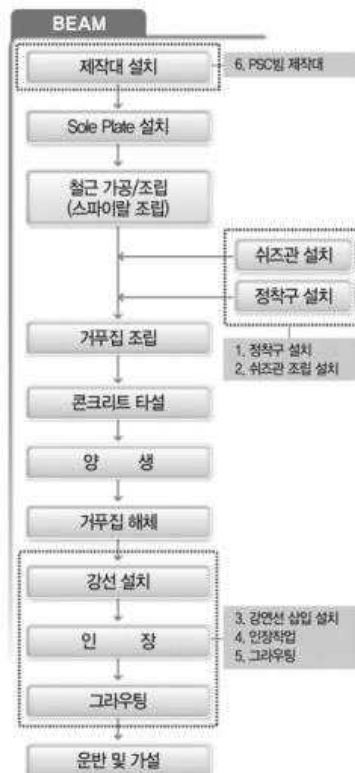 BEAM
제작대 설치
6. PSC빔 제작대
Sole Plate 설치
철근 가공/조립
(스파이랄 조립)
쉬즈관 설치
정착구 설치
1. 정착구 설치
2. 쉬즈관 조립 설치
거푸집 조립
콘크리트 타설
양 생
거푸집 해체
강선 설치
인 장
그라우팅
3. 강연선 삽입 설치
4. 인장작업
5. 그라우팅
운반 및 가설